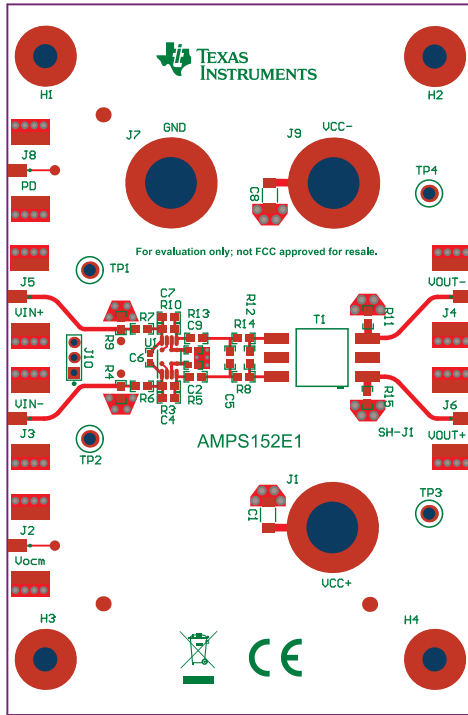 TEXAS
INSTRUMENTS
H1
H2
J7
GND
J9
VCC-
J8
PD
C8
TP4
For evaluation only; not FCC approved for resale.
TP1
J5
VIN+
VOUT-
J4
C7
R10
R7
R13
C9
R12
R14
T1
R11
R9
U1
J10
C6
R4
VIN-
J3
R6
R3
C4
C2
R5
C5
R8
R15
SH-J1
J6
VOUT+
TP2
AMPS152E1
J1
C1
VCC+
TP3
J2
Vocm
H3
H4
CE